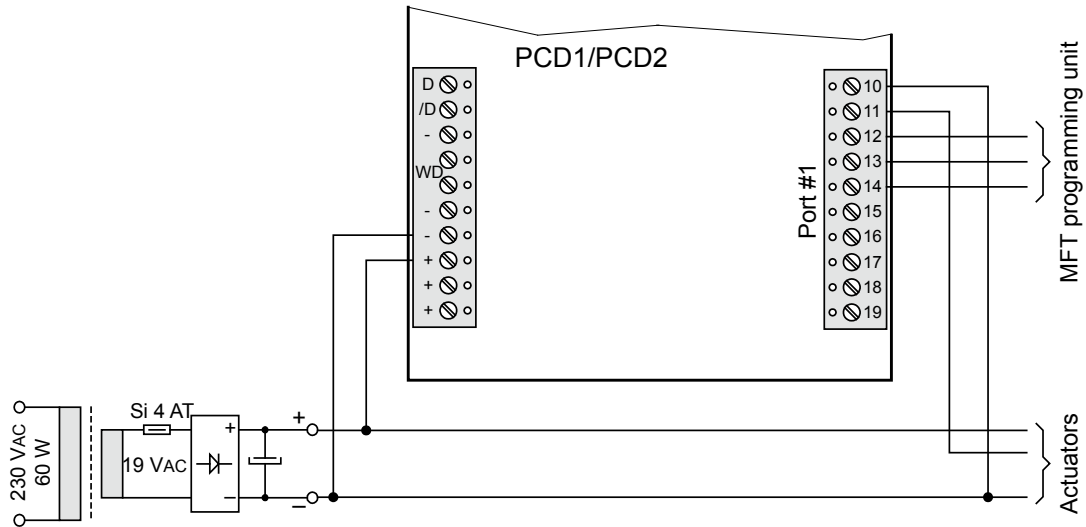 PCD1/PCD2
D
/D
-
WD
-
-
+
+
+
Port #1
10
11
12
13
14
15
16
17
18
19
MFT programming unit
230 VAC
60 W
Si 4 AT
19 VAC
+
–
+
–
Actuators